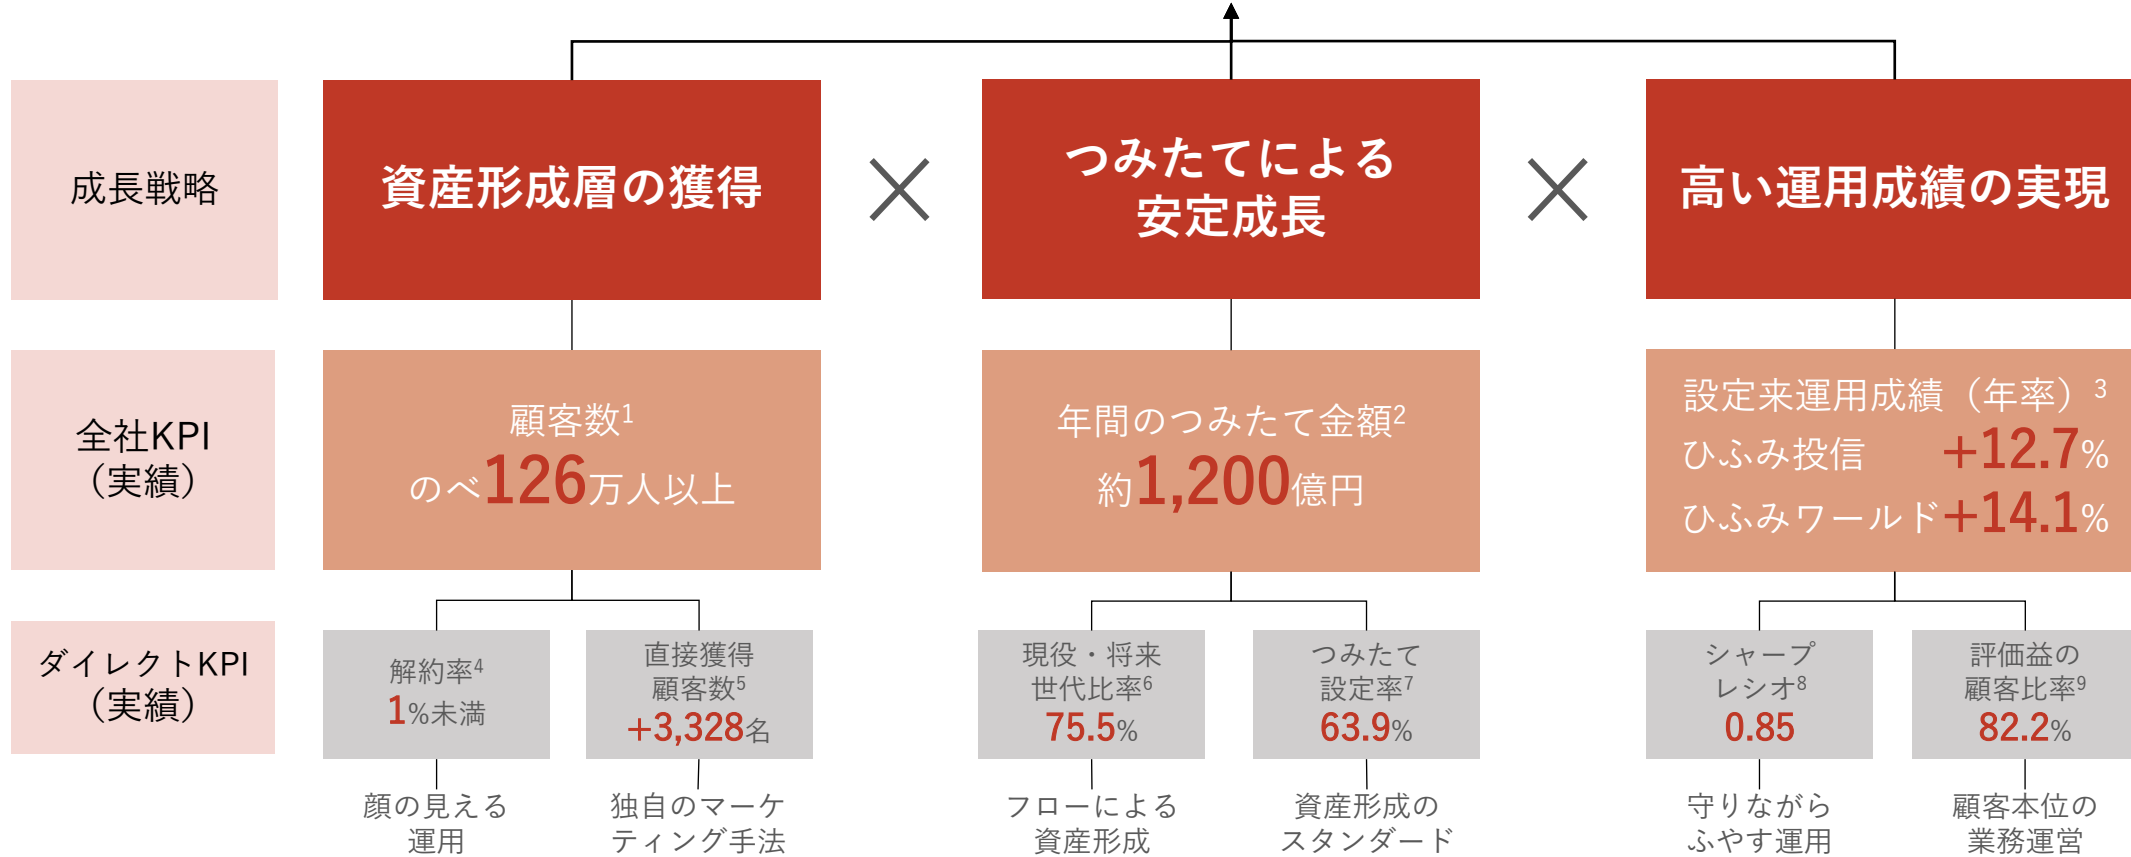 成長戦略
資産形成層の獲得
つみたてによる
安定成長
高い運用成績の実現
全社KPI
（実績）
顧客数1
のべ126万人以上
年間のつみたて金額2
約1,200億円
設定来運用成績（年率）3
ひふみ投信 +12.7%
ひふみワールド+14.1%
ダイレクトKPI
（実績）
解約率4
1%未満
直接獲得
顧客数5
+3,328名
現役・将来
世代比率6
75.5%
つみたて
設定率7
63.9%
シャープ
レシオ8
0.85
評価益の
顧客比率9
82.2%
顔の見える
運用
独自のマーケ
ティング手法
フローによる
資産形成
資産形成の
スタンダード
守りながら
ふやす運用
顧客本位の
業務運営